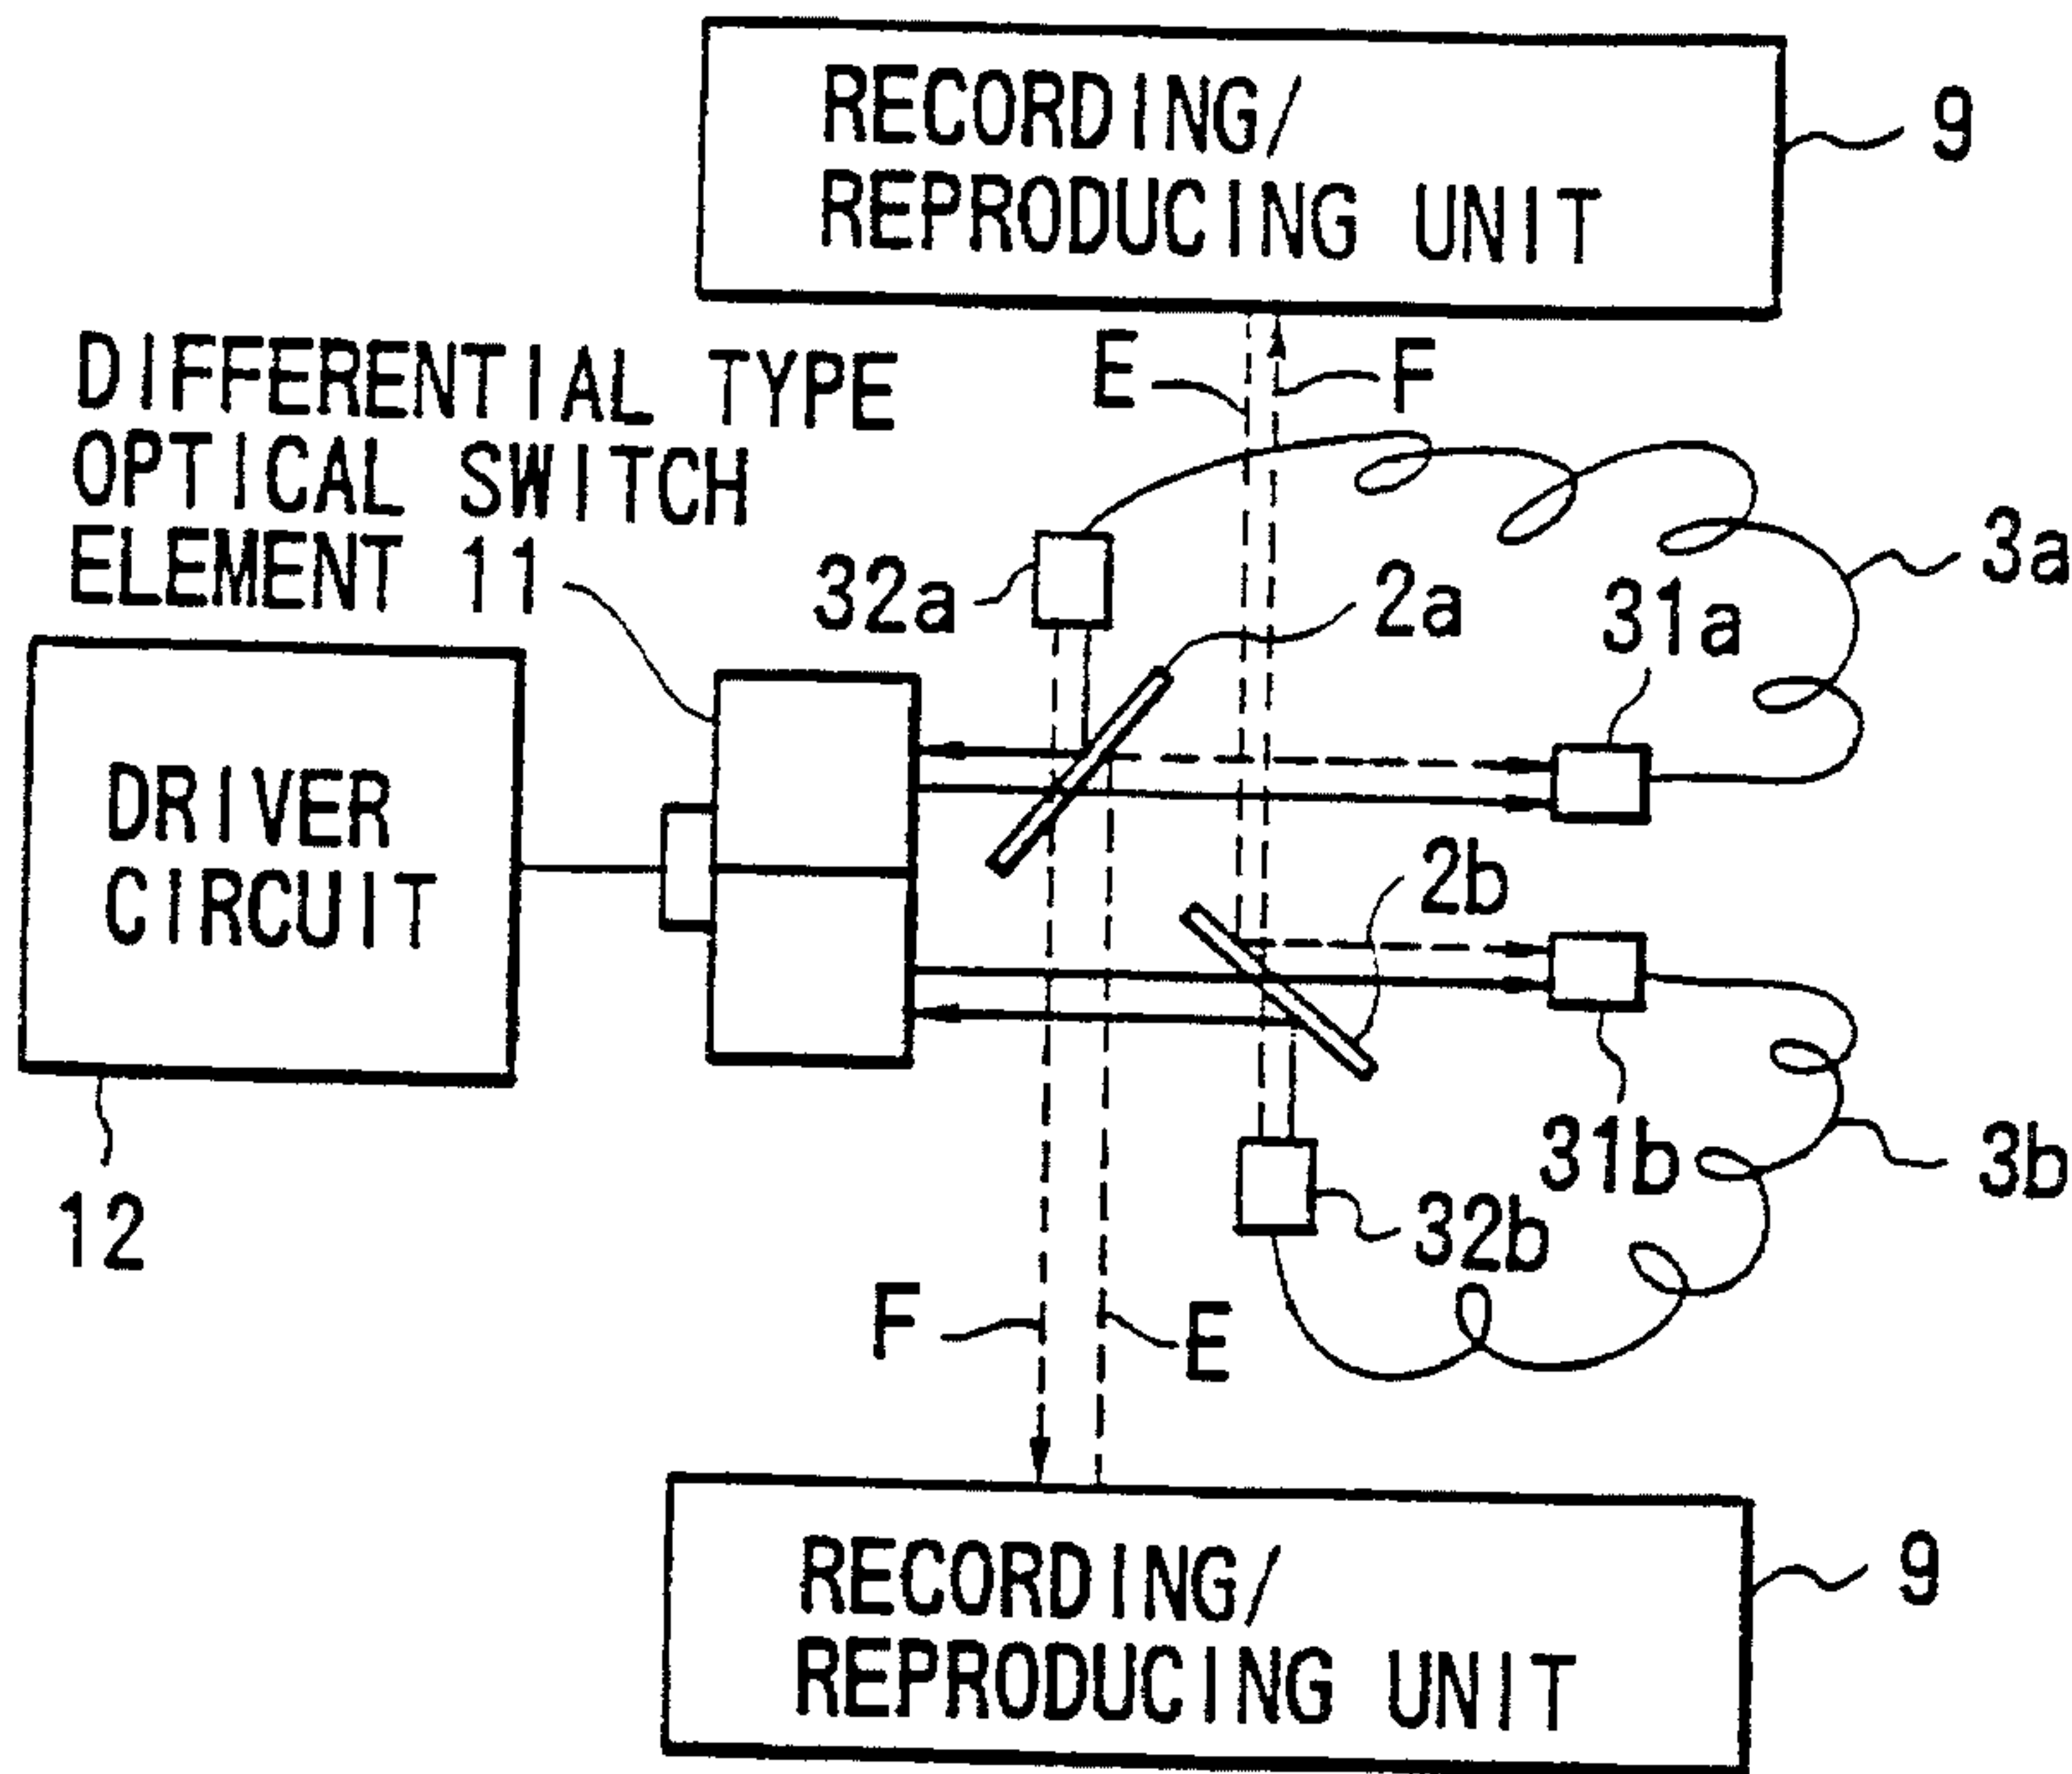 RECORDING/
REPRODUCING UNIT
9
DIFFERENTIAL TYPE
OPTICAL SWITCH
ELEMENT 11
E
F
32a
2a
31a
3a
DRIVER
CIRCUIT
2b
12
31b
3b
32b
F
E
RECORDING/
REPRODUCING UNIT
9